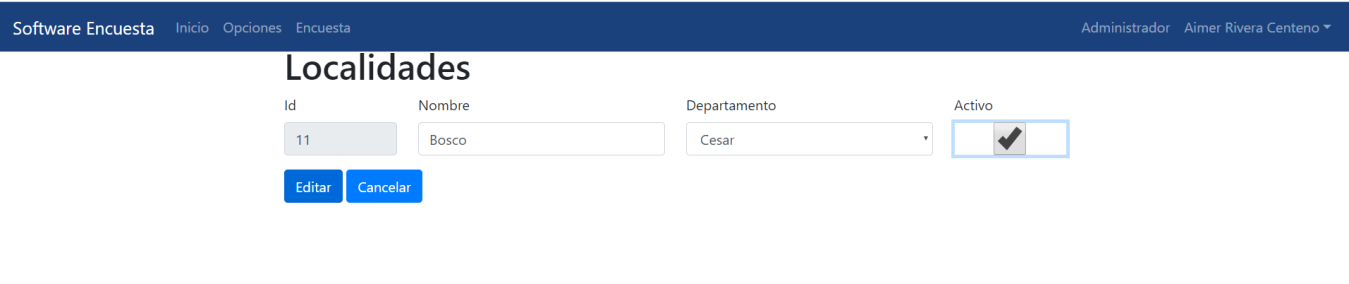 Software Encuesta Inicio Opciones Encuesta Administrador Aimer Rivera Centeno
Localidades
Id Nombre Departamento Activo
11 Bosco Cesar
Editar Cancelar